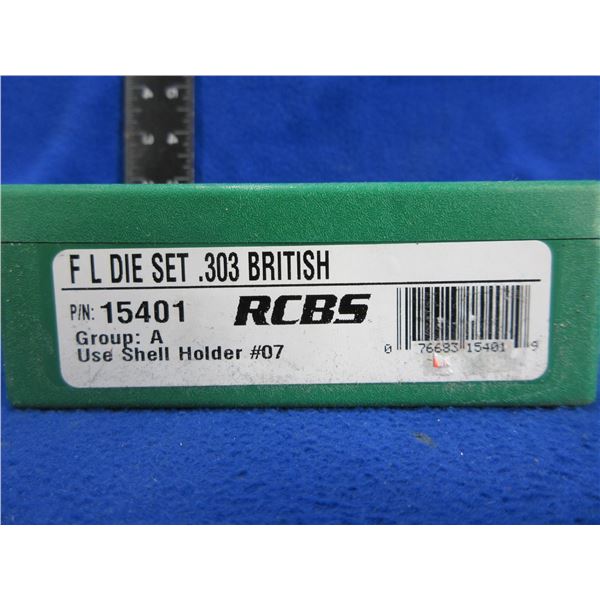 F L DIE SET .303 BRITISH
P/N: 15401
RCBS
Group: A
Use Shell Holder #07
0 76683 15401 9